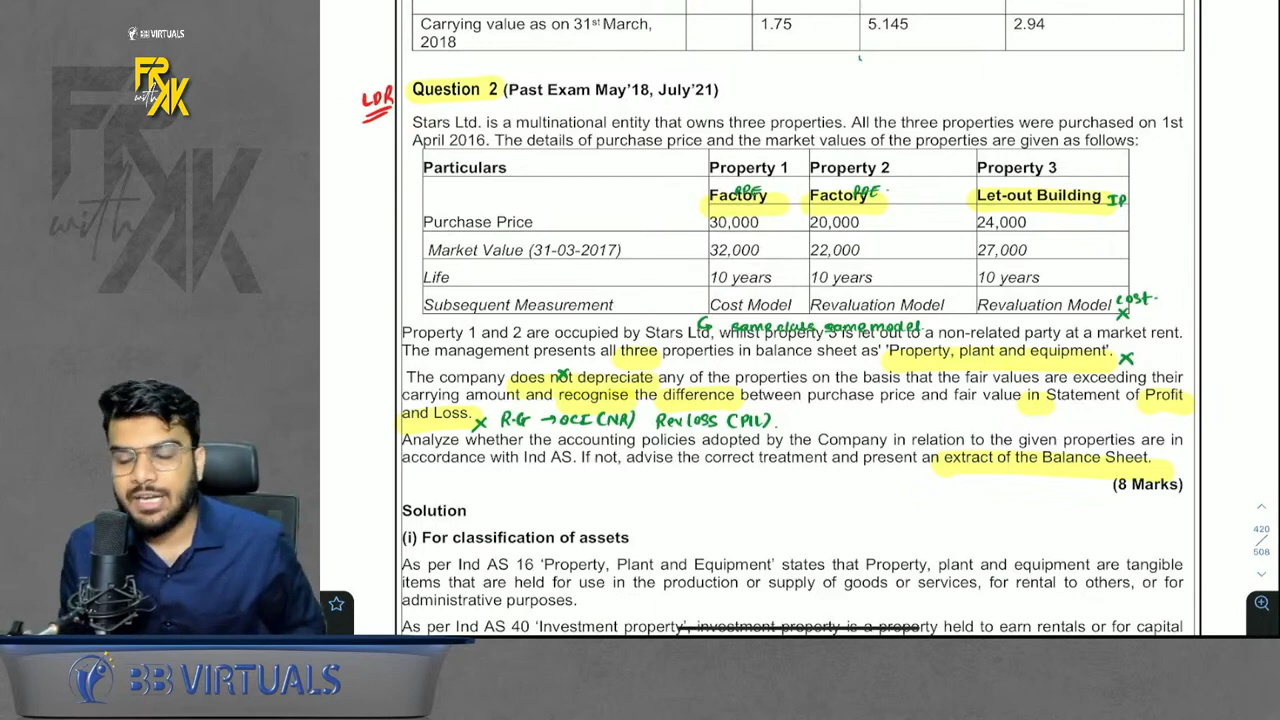 BB VIRTUALS
FR
with AK
FR
with AK
Carrying value as on 31st March, 2018 1.75 5.145 2.94
LDR
Question 2 (Past Exam May'18, July'21)
Stars Ltd. is a multinational entity that owns three properties. All the three properties were purchased on 1st
April 2016. The details of purchase price and the market values of the properties are given as follows:
Particulars Property 1 Property 2 Property 3
PPE PPE
Factory Factory Let-out Building IP
Purchase Price 30,000 20,000 24,000
Market Value (31-03-2017) 32,000 22,000 27,000
Life 10 years 10 years 10 years
Subsequent Measurement Cost Model Revaluation Model Revaluation Model cost x
same class same model
Property 1 and 2 are occupied by Stars Ltd, whilst property 3 is let out to a non-related party at a market rent.
The management presents all three properties in balance sheet as' 'Property, plant and equipment'. x
The company does not depreciate any of the properties on the basis that the fair values are exceeding their
carrying amount and recognise the difference between purchase price and fair value in Statement of Profit
and Loss. x R.G → OCI (NR) Rev loss (P/L).
Analyze whether the accounting policies adopted by the Company in relation to the given properties are in
accordance with Ind AS. If not, advise the correct treatment and present an extract of the Balance Sheet.
(8 Marks)
Solution
(i) For classification of assets
As per Ind AS 16 'Property, Plant and Equipment' states that Property, plant and equipment are tangible
items that are held for use in the production or supply of goods or services, for rental to others, or for
administrative purposes.
As per Ind AS 40 'Investment property', investment property is a property held to earn rentals or for capital
420
508
BB VIRTUALS